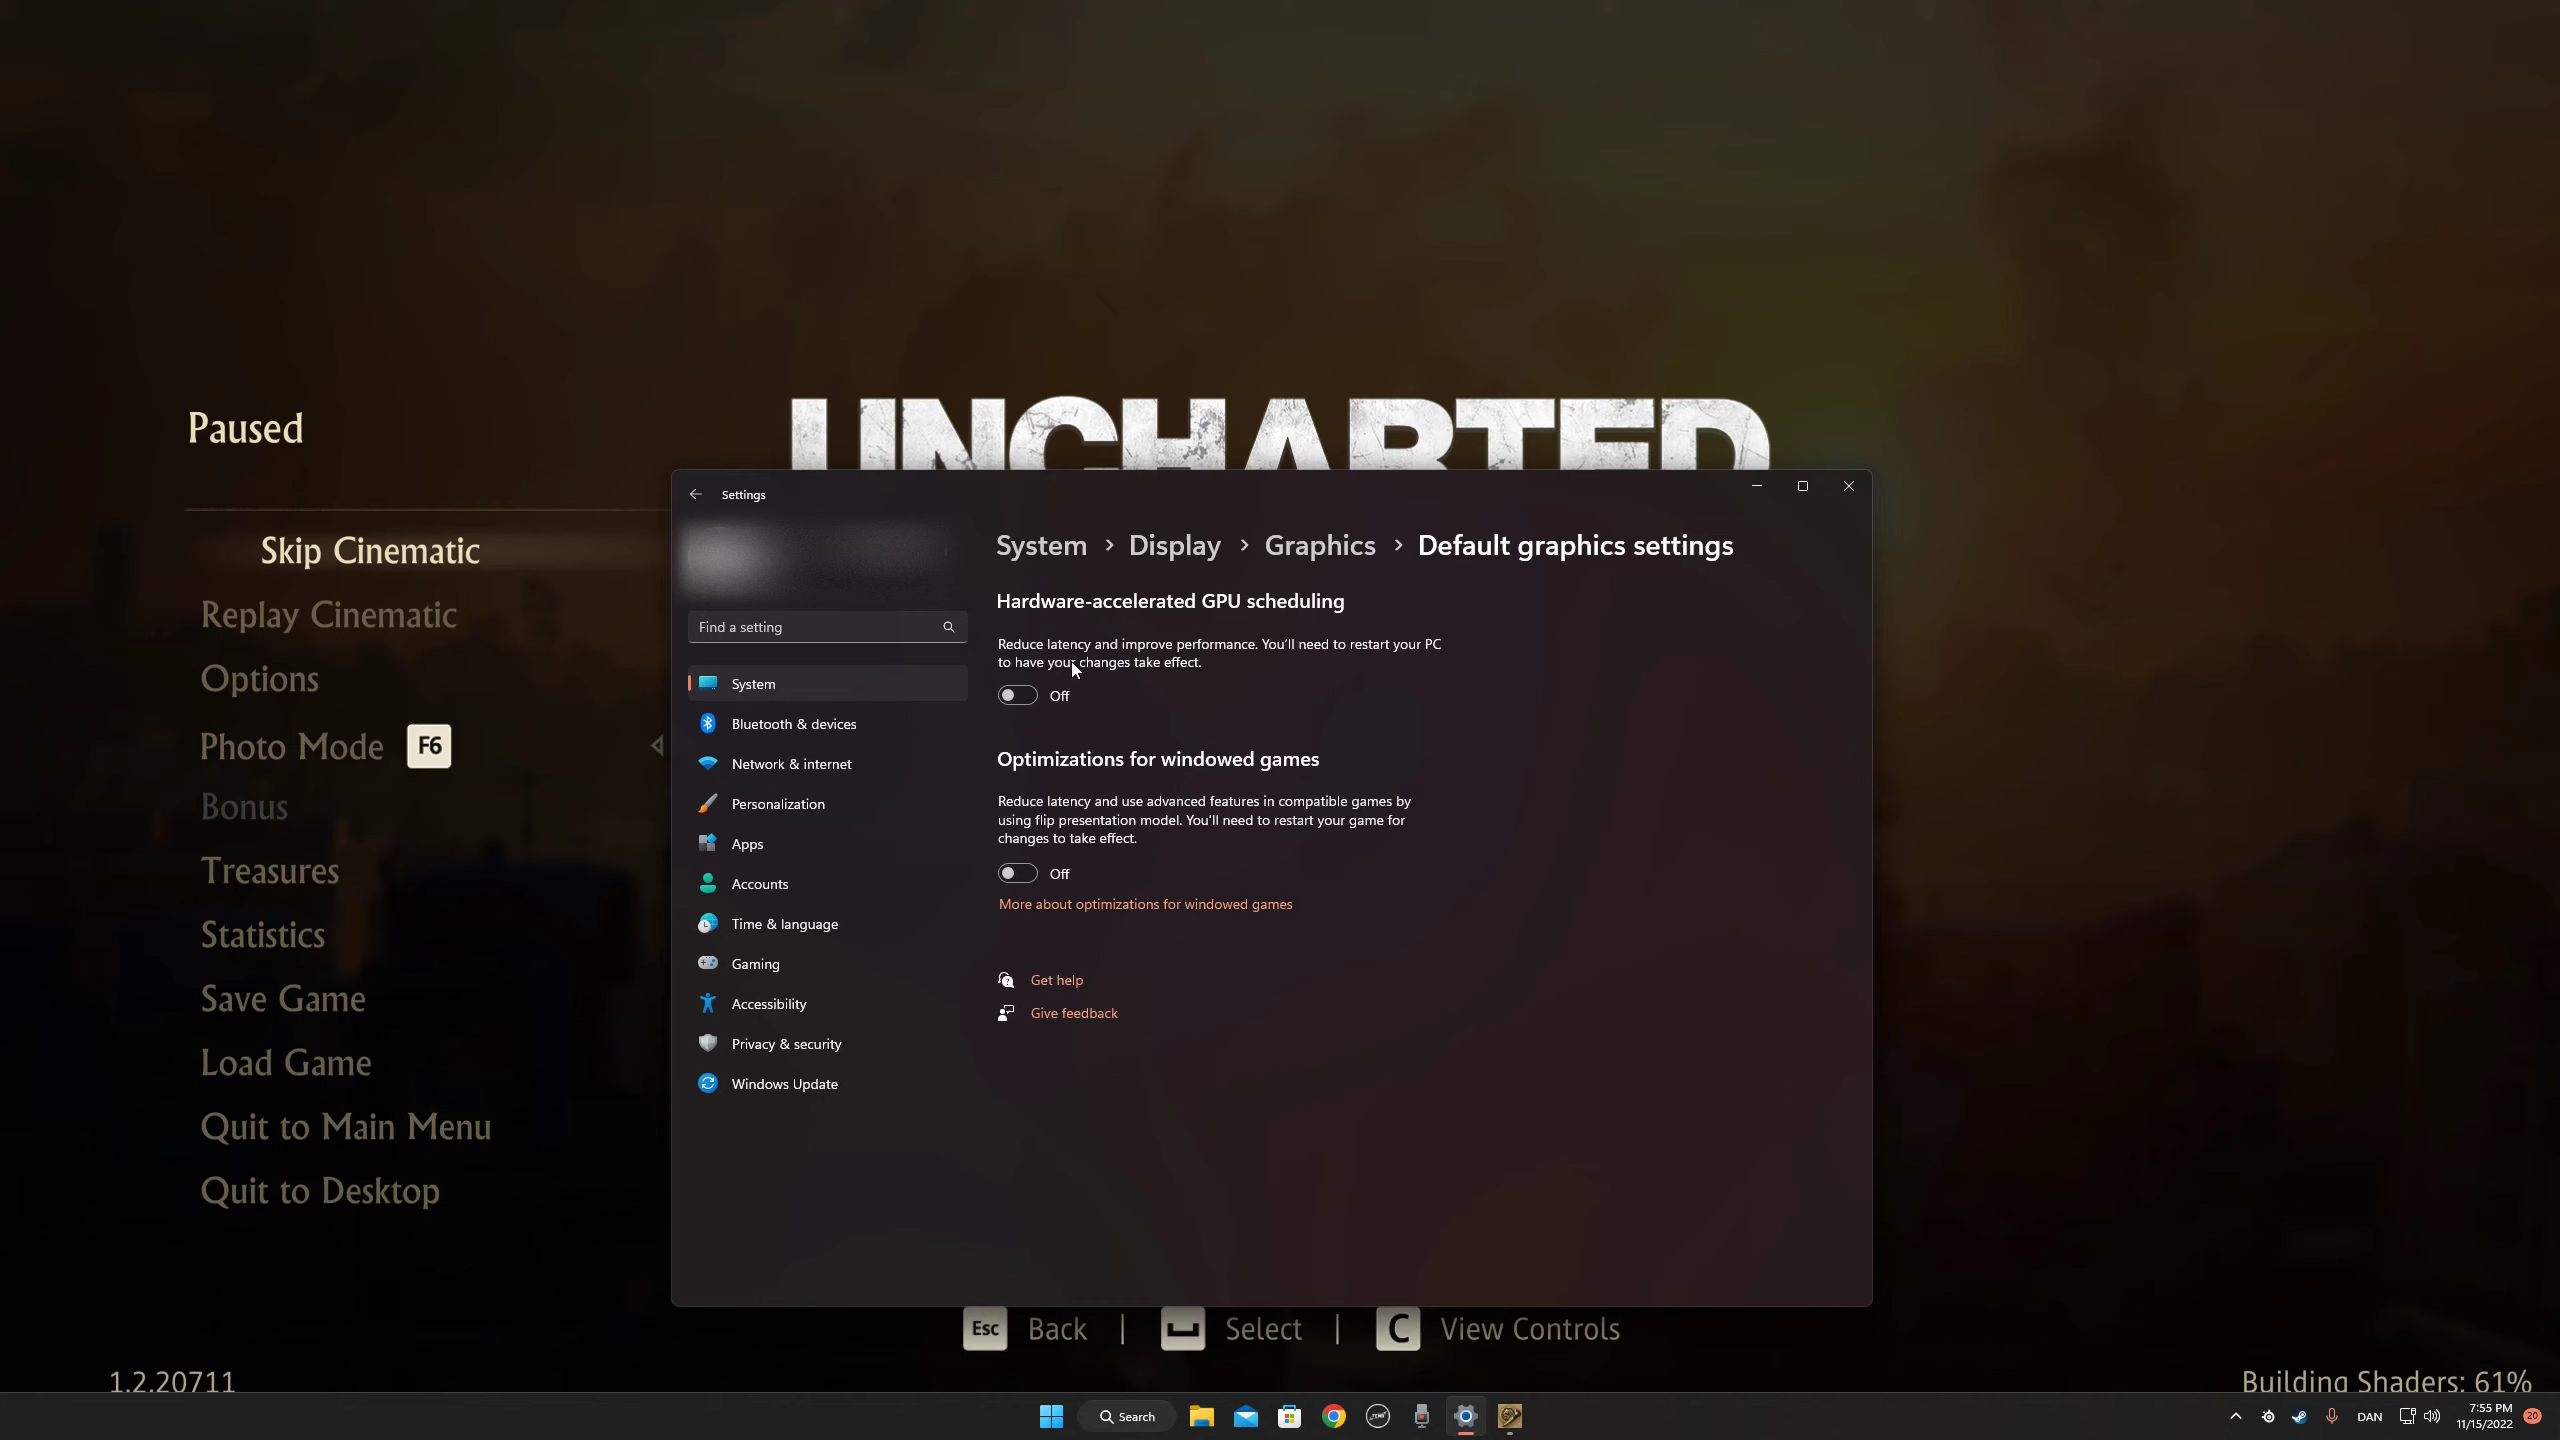 UNCHARTED
Paused
Skip Cinematic
Replay Cinematic
Options
Photo Mode F6
Bonus
Treasures
Statistics
Save Game
Load Game
Quit to Main Menu
Quit to Desktop
Settings
Find a setting
System
Bluetooth & devices
Network & internet
Personalization
Apps
Accounts
Time & language
Gaming
Accessibility
Privacy & security
Windows Update
System > Display > Graphics > Default graphics settings
Hardware-accelerated GPU scheduling
Reduce latency and improve performance. You'll need to restart your PC
to have your changes take effect.
Off
Optimizations for windowed games
Reduce latency and use advanced features in compatible games by
using flip presentation model. You'll need to restart your game for
changes to take effect.
Off
More about optimizations for windowed games
Get help
Give feedback
Esc Back | Select | C View Controls
1.2.20711
Building Shaders: 61%
Search
DAN
7:55 PM
11/15/2022
20